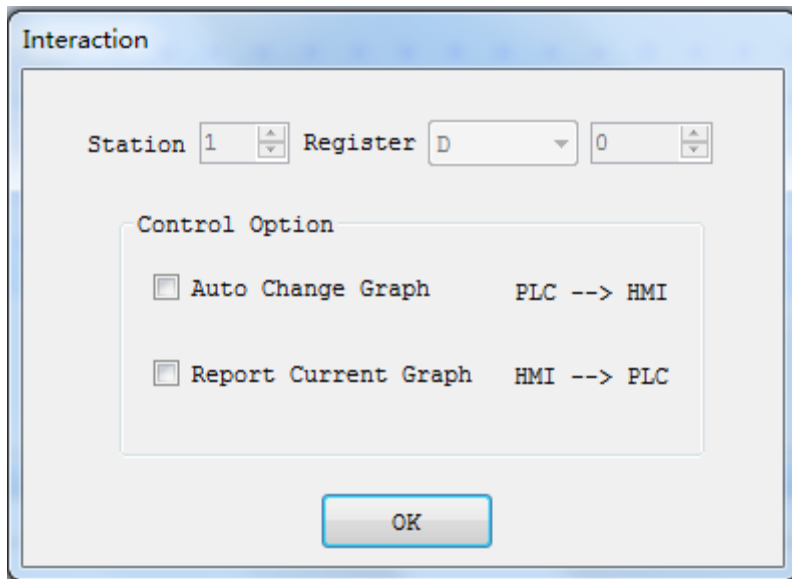 Interaction
Station 1 Register D 0
Control Option
Auto Change Graph PLC --> HMI
Report Current Graph HMI --> PLC
OK